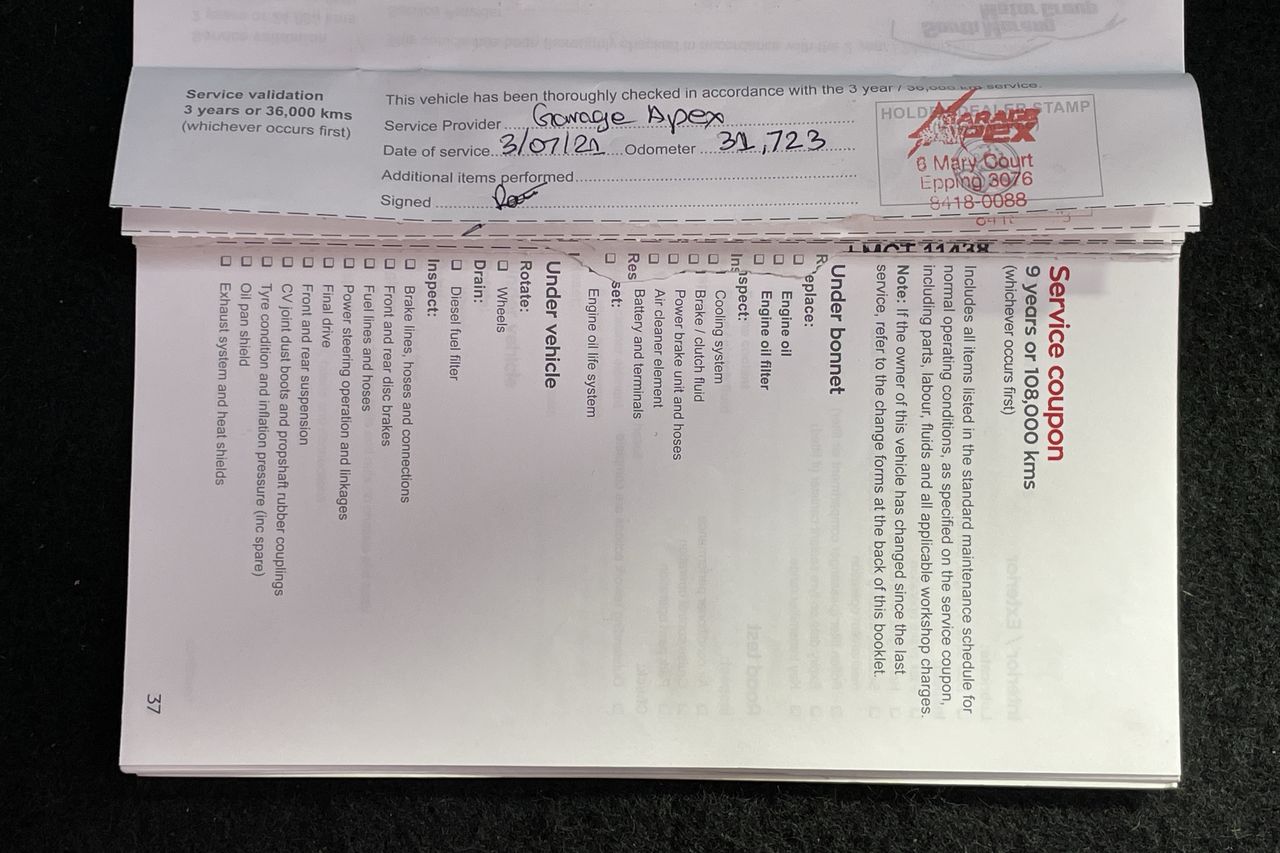 Service validation
3 years or 36,000 kms
(whichever occurs first)
This vehicle has been thoroughly checked in accordance with the 3 year / 36,000 km service.
Service Provider Garage Apex
Date of service 3/07/21 Odometer 31,723
Additional items performed
Signed
DEALER STAMP
GARAGE
APEX
6 Mary Court
Epping 3076
8418-0088
LMCT 11438
Service coupon
9 years or 108,000 kms
(whichever occurs first)
Includes all items listed in the standard maintenance schedule for
normal operating conditions, as specified on the service coupon,
including parts, labour, fluids and all applicable workshop charges.
Note: If the owner of this vehicle has changed since the last
service, refer to the change forms at the back of this booklet.
Under bonnet
eplace:
☐ Engine oil
☐ Engine oil filter
nspect:
☐ Cooling system
☐ Brake / clutch fluid
☐ Power brake unit and hoses
☐ Air cleaner element
☐ Battery and terminals
Res
set:
☐ Engine oil life system
Under vehicle
Rotate:
☐ Wheels
Drain:
☐ Diesel fuel filter
Inspect:
☐ Brake lines, hoses and connections
☐ Front and rear disc brakes
☐ Fuel lines and hoses
☐ Power steering operation and linkages
☐ Final drive
☐ Front and rear suspension
☐ CV joint dust boots and propshaft rubber couplings
☐ Tyre condition and inflation pressure (inc spare)
☐ Oil pan shield
☐ Exhaust system and heat shields
37